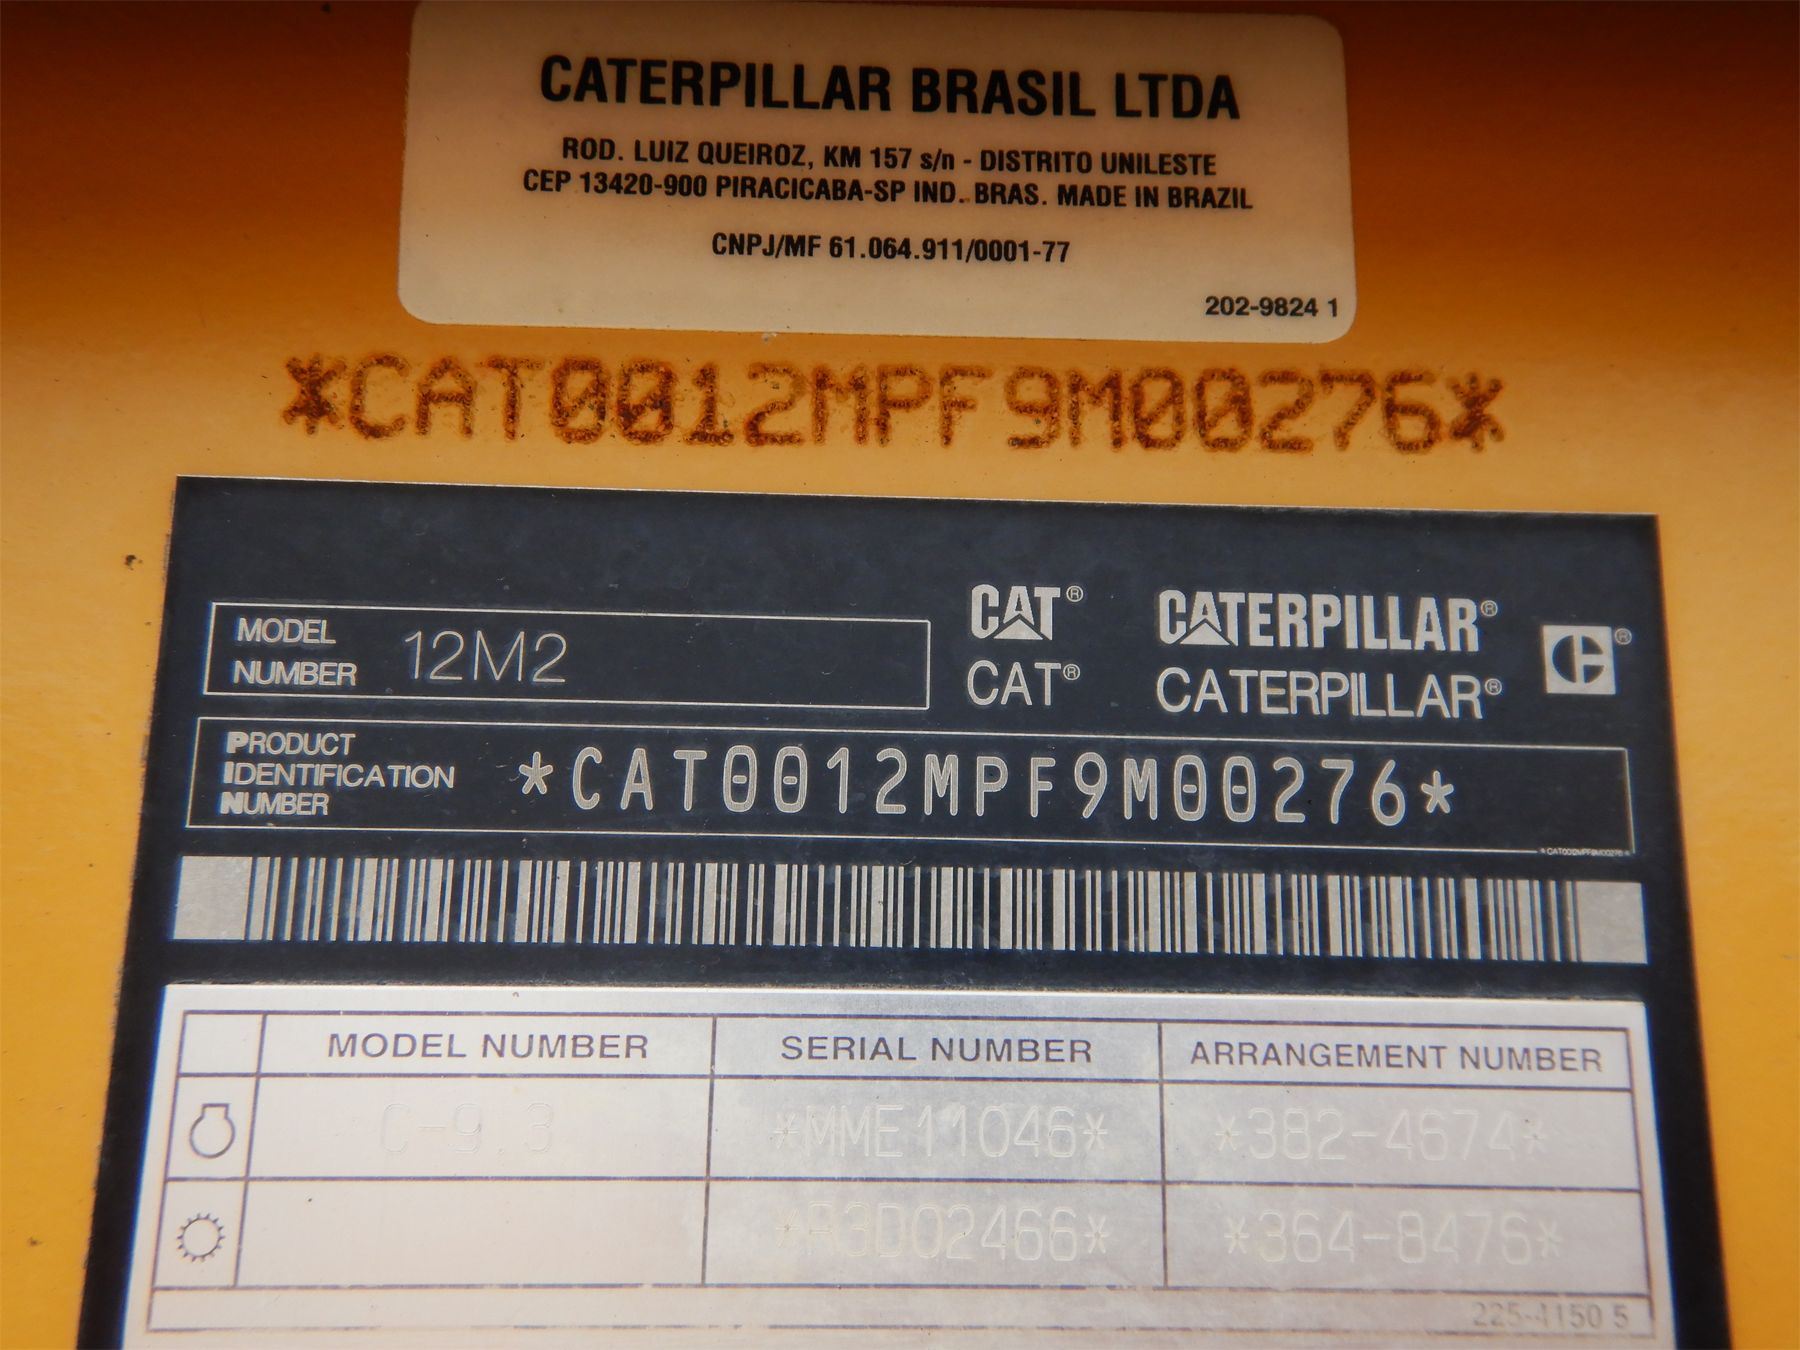 CATERPILLAR BRASIL LTDA
ROD. LUIZ QUEIROZ, KM 157 s/n - DISTRITO UNILESTE
CEP 13420-900 PIRACICABA-SP IND. BRAS. MADE IN BRAZIL
CNPJ/MF 61.064.911/0001-77
202-9824 1
*CAT0012MPF9M00276*
MODEL NUMBER 12M2
CAT® CATERPILLAR® ®
CAT® CATERPILLAR®
PRODUCT IDENTIFICATION NUMBER *CAT0012MPF9M00276*
*CAT0012MPF9M00276*
MODEL NUMBER SERIAL NUMBER ARRANGEMENT NUMBER
C-9.3 *MME11046* *382-4674*
*R3D02466* *364-8476*
225-4150 5